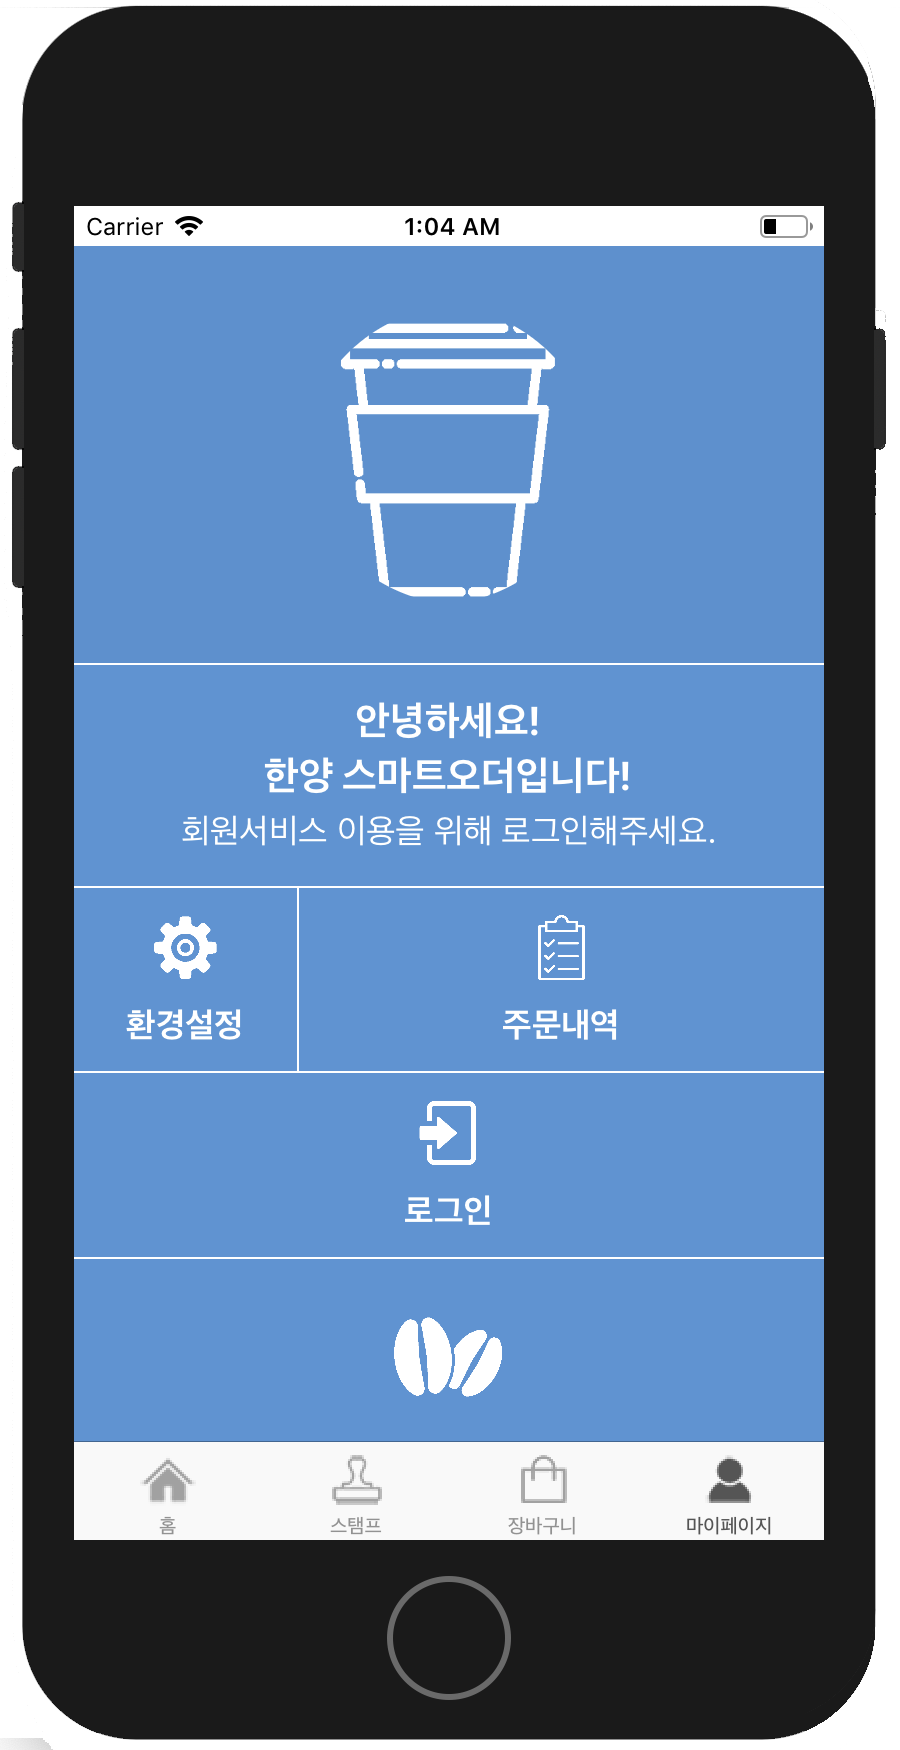 Carrier 1:04 AM
안녕하세요!
한양 스마트오더입니다!
회원서비스 이용을 위해 로그인해주세요.
환경설정 주문내역
로그인
홈 스탬프 장바구니 마이페이지